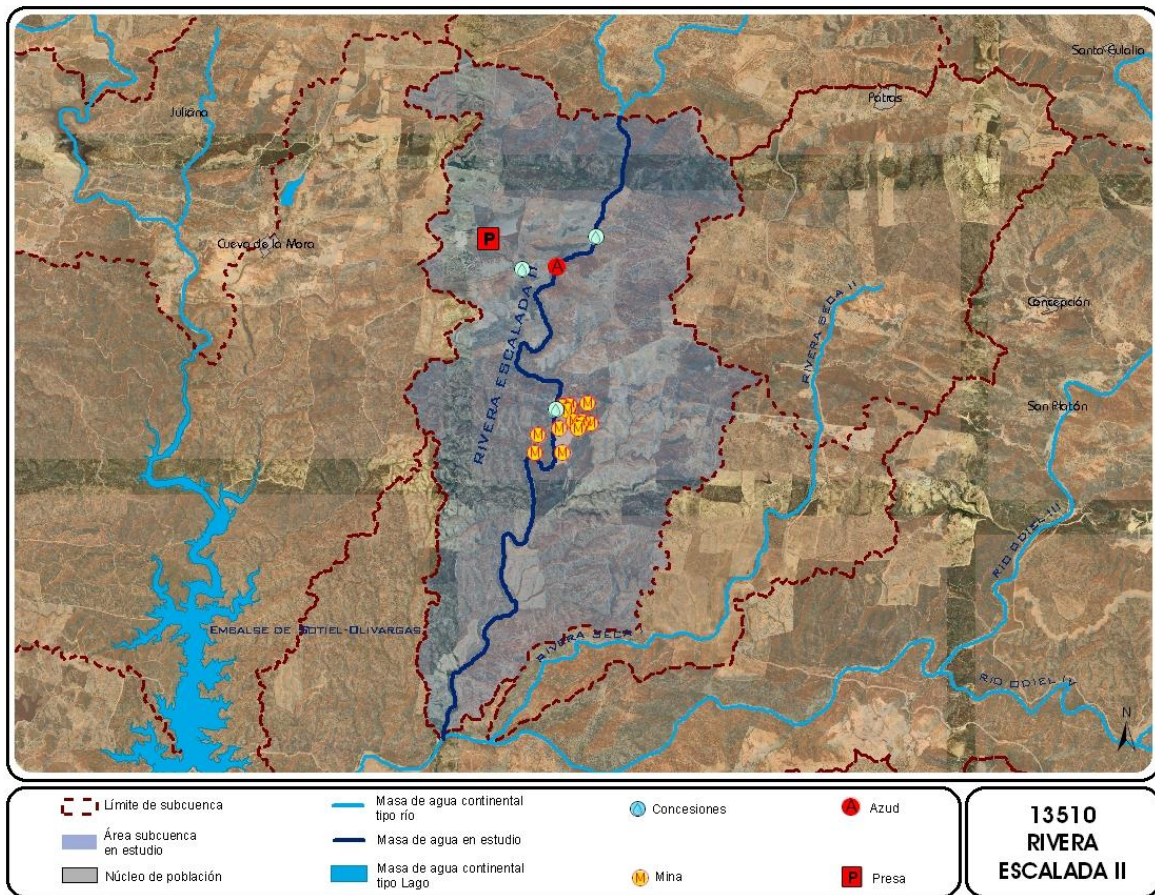 Santa Eulalia
Patras
Juliana
Cueva de la Mora
P
A
RIVERA ESCALADA II
RIVERA SECA II
Concepción
San Platón
M
M
M
M
M
M
M
RIO ODIEL III
EMBALSE DE SOTIEL-OLIVARGAS
RIVERA SECA
RIO ODIEL IV
N
Límite de subcuenca
Área subcuenca
en estudio
Núcleo de población
Masa de agua continental
tipo río
Masa de agua en estudio
Masa de agua continental
tipo Lago
Concesiones
M Mina
A Azud
P Presa
13510
RIVERA
ESCALADA II